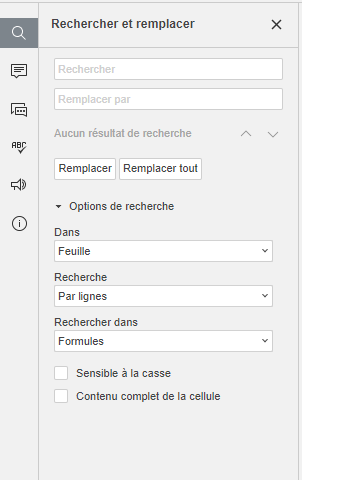 Rechercher et remplacer
Rechercher
Remplacer par
ABC
Aucun résultat de recherche
Remplacer Remplacer tout
Options de recherche
Dans
Feuille
Recherche
Par lignes
Rechercher dans
Formules
Sensible à la casse
Contenu complet de la cellule